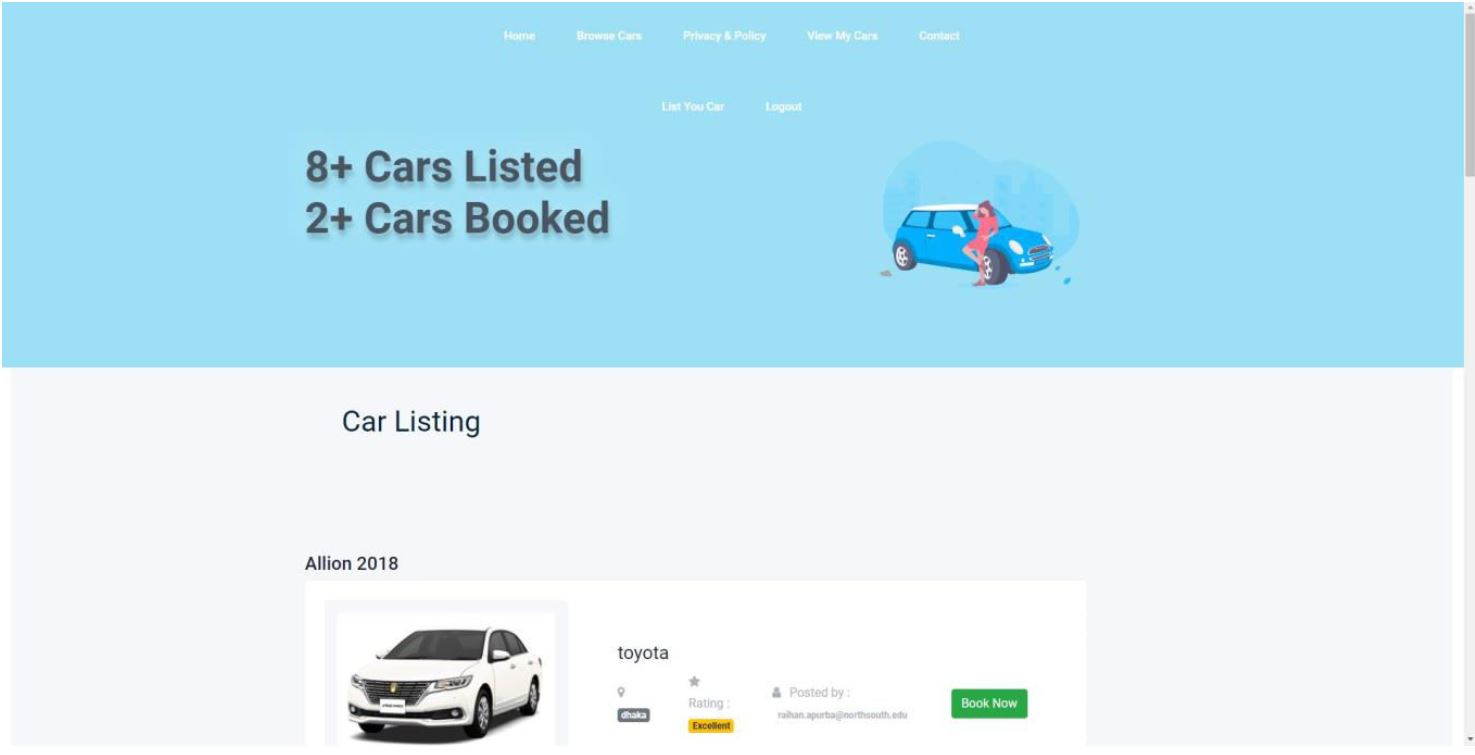 Home Browse Cars Privacy & Policy View My Cars Contact
List You Car Logout
8+ Cars Listed
2+ Cars Booked
Car Listing
Allion 2018
toyota
Rating :
Posted by :
dhaka
Excellent
raihan.apurba@northsouth.edu
Book Now